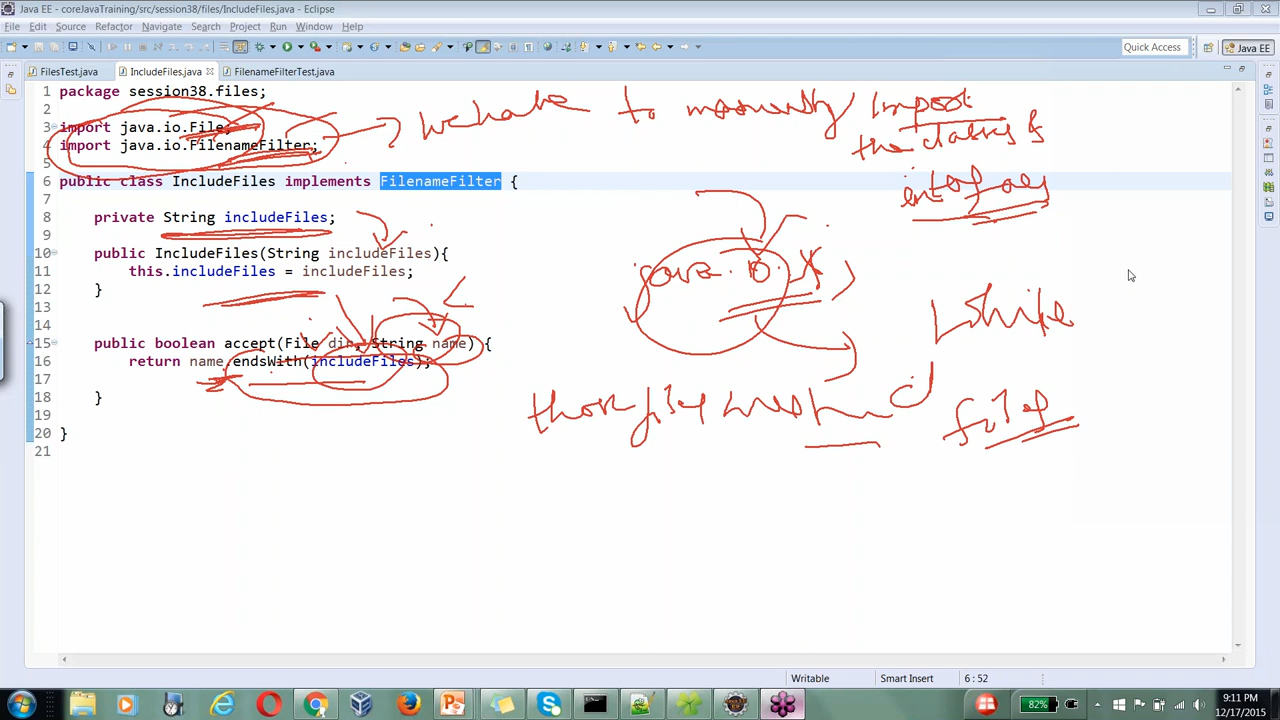 Java EE - coreJavaTraining/src/session38/files/IncludeFiles.java - Eclipse
File Edit Source Refactor Navigate Search Project Run Window Help
Quick Access Java EE
FilesTest.java IncludeFiles.java FilenameFilterTest.java
1 package session38.files;
2
3 import java.io.File;
4 import java.io.FilenameFilter;
5
6 public class IncludeFiles implements FilenameFilter {
7
8 private String includeFiles;
9
10 public IncludeFiles(String includeFiles){
11 this.includeFiles = includeFiles;
12 }
13
14
15 public boolean accept(File dir, String name) {
16 return name.endsWith(includeFiles);
17
18 }
19
20 }
21
we have to manually import
the classes &
interfaces
java.io.*;
those files
Writable Smart Insert 6 : 52
82% 9:11 PM
12/17/2015